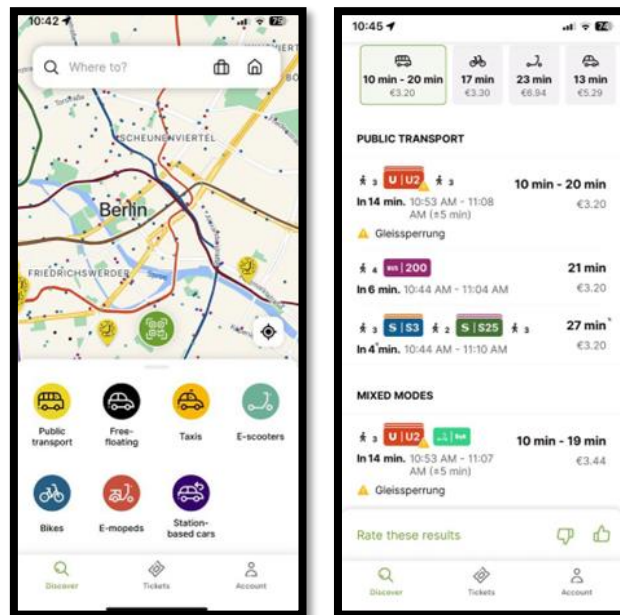 10:42
79
Where to?
SCHEUNENVIERTEL
Berlin
FRIEDRICHSWERDER
Public
transport
Free-
floating
Taxis
E-scooters
Bikes
E-mopeds
Station-
based cars
Discover
Tickets
Account
10:45
10 min - 20 min
€3.20
17 min
€3.30
23 min
€6.94
13 min
€5.29
PUBLIC TRANSPORT
3 U | U2 3
10 min - 20 min
In 14 min. 10:53 AM - 11:08
AM (±5 min)
€3.20
Gleissperrung
4 BUS | 200
21 min
In 6 min. 10:44 AM - 11:04 AM
€3.20
3 S | S3 2 S | S25 3
27 min
In 4 min. 10:44 AM - 11:10 AM
€3.20
MIXED MODES
3 U | U2
10 min - 19 min
In 14 min. 10:53 AM - 11:07
AM (±5 min)
€3.44
Gleissperrung
Rate these results
Discover
Tickets
Account